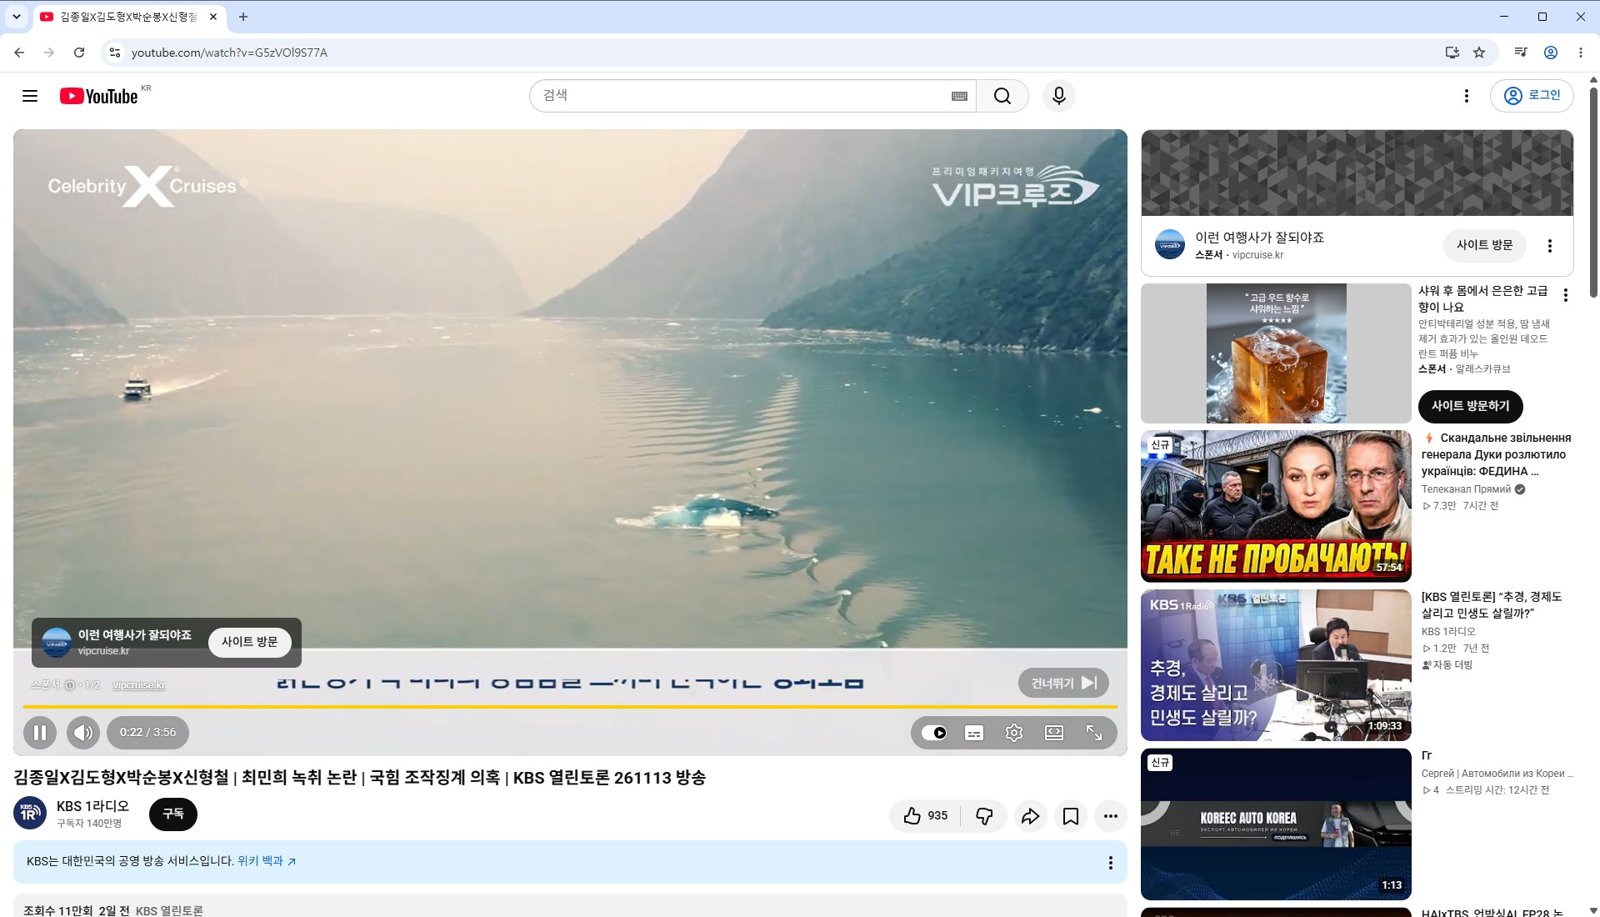 김종일X김도형X박순봉X신형철
youtube.com/watch?v=G5zVOl9S77A
YouTube KR
검색
로그인
Celebrity X Cruises®
프리미엄패키지여행
VIP크루즈
이런 여행사가 잘되야죠
vipcruise.kr
사이트 방문
스폰서 · 1/2 vipcruise.kr
건너뛰기
0:22 / 3:56
김종일X김도형X박순봉X신형철 | 최민희 녹취 논란 | 국힘 조작징계 의혹 | KBS 열린토론 261113 방송
KBS 1R
KBS 1라디오
구독자 140만명
구독
935
KBS는 대한민국의 공영 방송 서비스입니다. 위키 백과
조회수 11만회 2일 전 KBS 열린토론
이런 여행사가 잘되야죠
스폰서 · vipcruise.kr
사이트 방문
"고급 우드 향수로
샤워하는 느낌"
★★★★★
샤워 후 몸에서 은은한 고급
향이 나요
안티박테리얼 성분 적용, 땀 냄새
제거 효과가 있는 올인원 데오드
란트 퍼퓸 비누
스폰서 · 알래스카큐브
사이트 방문하기
신규
ТАКЕ НЕ ПРОБАЧАЮТЬ!
57:54
Скандальне звільнення
генерала Дуки розлютило
українців: ФЕДИНА ...
Телеканал Прямий
7.3만 7시간 전
KBS 1Radio
KBS 열린토론
추경,
경제도 살리고
민생도 살릴까?
1:09:33
[KBS 열린토론] “추경, 경제도
살리고 민생도 살릴까?”
KBS 1라디오
1.2만 7년 전
자동 더빙
신규
KOREEC AUTO KOREA
ЭКСПОРТ АВТОМОБИЛЕЙ ИЗ КОРЕИ
ПОДПИШИСЬ
1:13
Гг
Сергей | Автомобили из Кореи ...
4 스트리밍 시간: 12시간 전